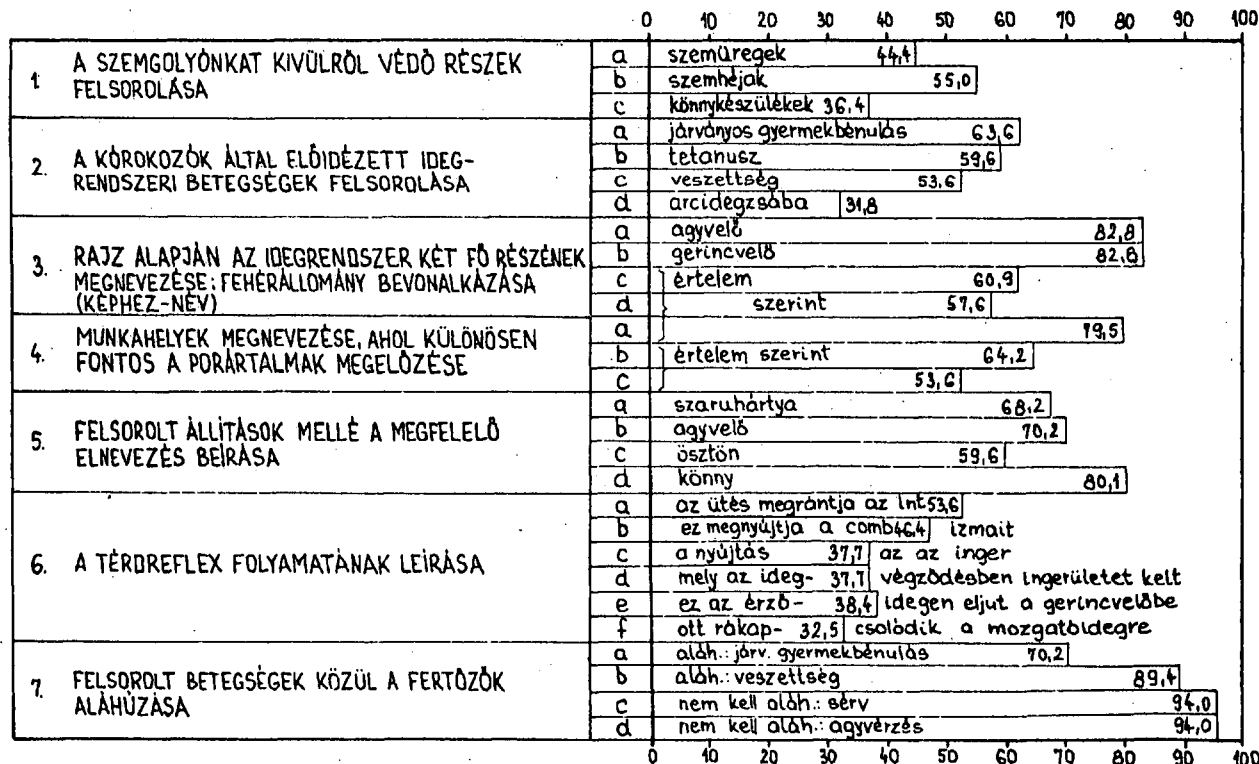 0 10 20 30 40 50 60 70 80 90 100
1. A SZEMGOLYÓNKAT KIVÜLRŐL VÉDŐ RÉSZEK
FELSOROLÁSA
a szemüregek 44,4
b szemhéjak 55,0
c könnykészülékek 36,4
2. A KÓROKOZÓK ÁLTAL ELŐIDÉZETT IDEG-
RENDSZERI BETEGSÉGEK FELSOROLÁSA
a járványos gyermekbénulás 63,6
b tetanusz 59,6
c veszettség 53,6
d arcidegzsába 31,8
3. RAJZ ALAPJÁN AZ IDEGRENDSZER KÉT FŐ RÉSZÉNEK
MEGNEVEZÉSE: FEHÉRÁLLOMÁNY BEVONALKÁZÁSA
(KÉPHEZ-NÉV)
a agyvelő 82,8
b gerincvelő 82,8
c értelem 60,9
d szerint 57,6
4. MUNKAHELYEK MEGNEVEZÉSE, AHOL KÜLÖNÖSEN
FONTOS A PORÁRTALMAK MEGELŐZÉSE
a 79,5
b értelem szerint 64,2
c 53,6
5. FELSOROLT ÁLLÍTÁSOK MELLÉ A MEGFELELŐ
ELNEVEZÉS BEÍRÁSA
a szaruhártya 68,2
b agyvelő 70,2
c ösztön 59,6
d könny 80,1
6. A TÉRDREFLEX FOLYAMATÁNAK LEÍRÁSA
a az ütés megrántja az Int 53,6
b ez megnyújtja a comb 46,4 izmait
c a nyújtás 37,7 az az inger
d mely az ideg- 37,7 végződésben ingerületet kelt
e ez az érző- 38,4 idegen eljut a gerincvelőbe
f ott rákap- 32,5 csolódik a mozgatóidegre
7. FELSOROLT BETEGSÉGEK KÖZÜL A FERTŐZŐK
ALÁHÚZÁSA
a aláh.: járv. gyermekbénulás 70,2
b aláh.: veszettség 89,4
c nem kell aláh.: sérv 94,0
d nem kell aláh.: agyvérzés 94,0
0 10 20 30 40 50 60 70 80 90 100